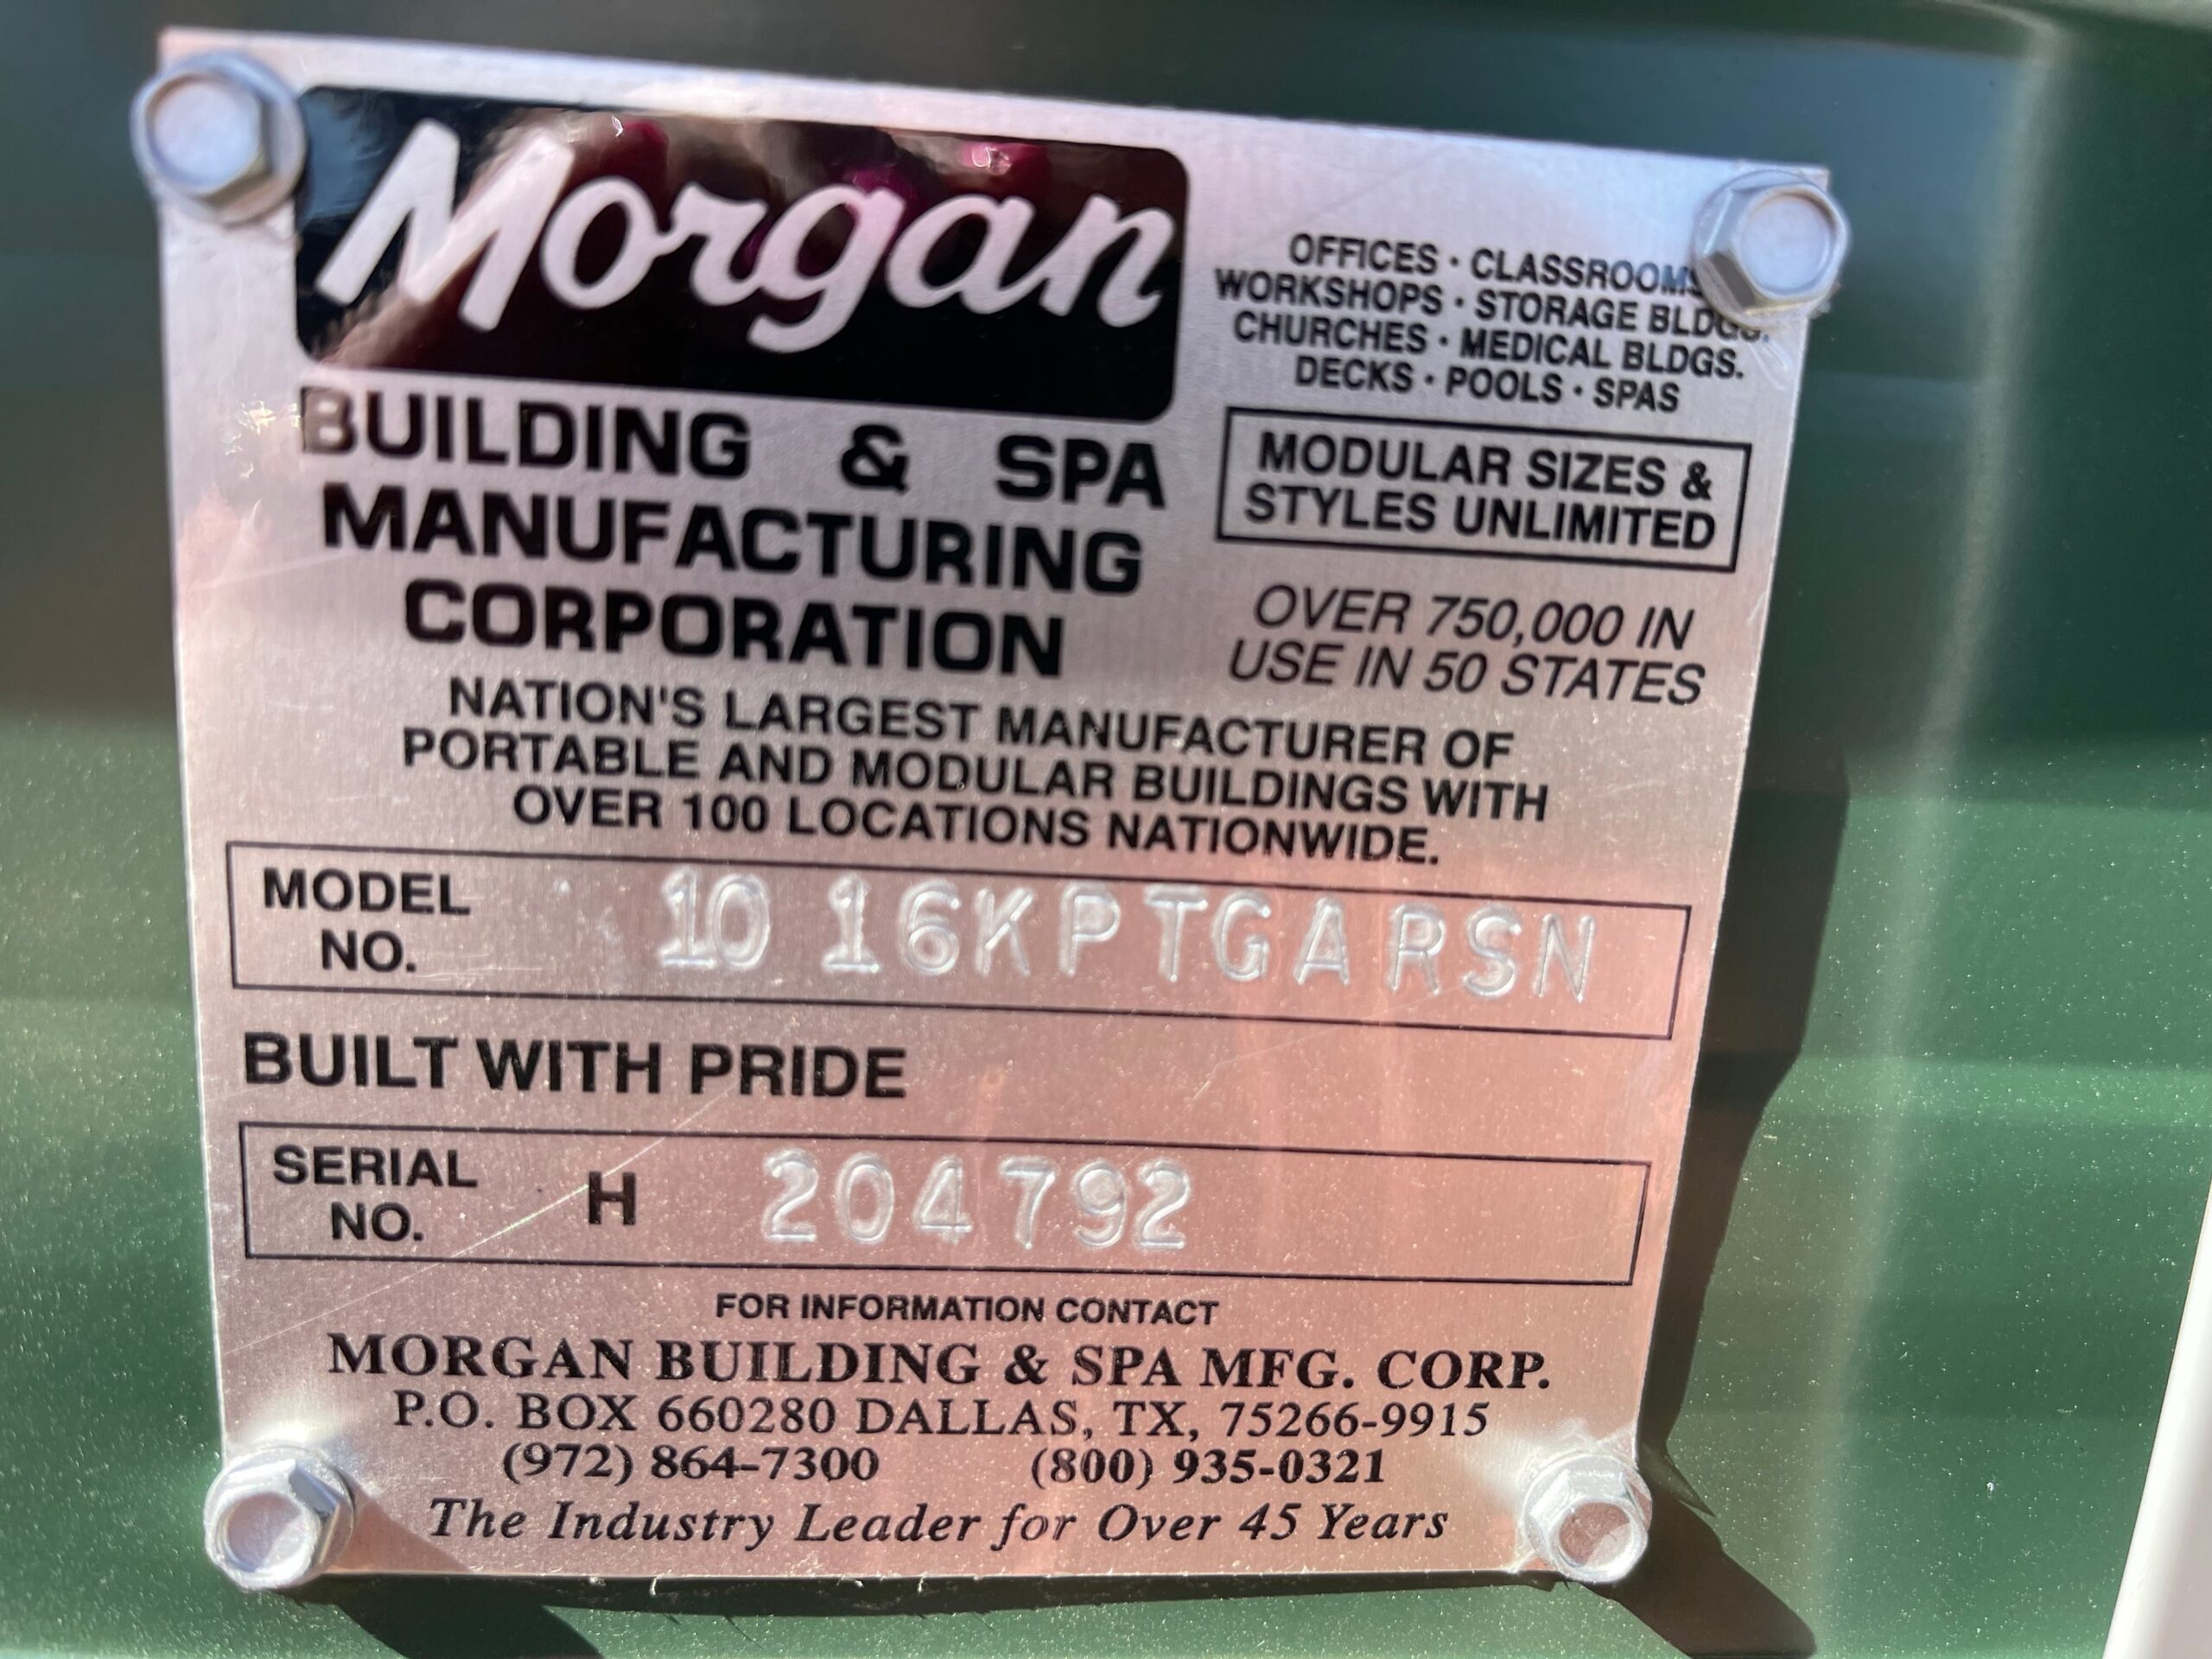 Morgan
BUILDING & SPA
MANUFACTURING
CORPORATION
OFFICES · CLASSROOMS
WORKSHOPS · STORAGE BLDGS.
CHURCHES · MEDICAL BLDGS.
DECKS · POOLS · SPAS
MODULAR SIZES &
STYLES UNLIMITED
OVER 750,000 IN
USE IN 50 STATES
NATION'S LARGEST MANUFACTURER OF
PORTABLE AND MODULAR BUILDINGS WITH
OVER 100 LOCATIONS NATIONWIDE.
MODEL
NO.
10 16KPTGARSN
BUILT WITH PRIDE
SERIAL
NO.
H 204792
FOR INFORMATION CONTACT
MORGAN BUILDING & SPA MFG. CORP.
P.O. BOX 660280 DALLAS, TX, 75266-9915
(972) 864-7300 (800) 935-0321
The Industry Leader for Over 45 Years